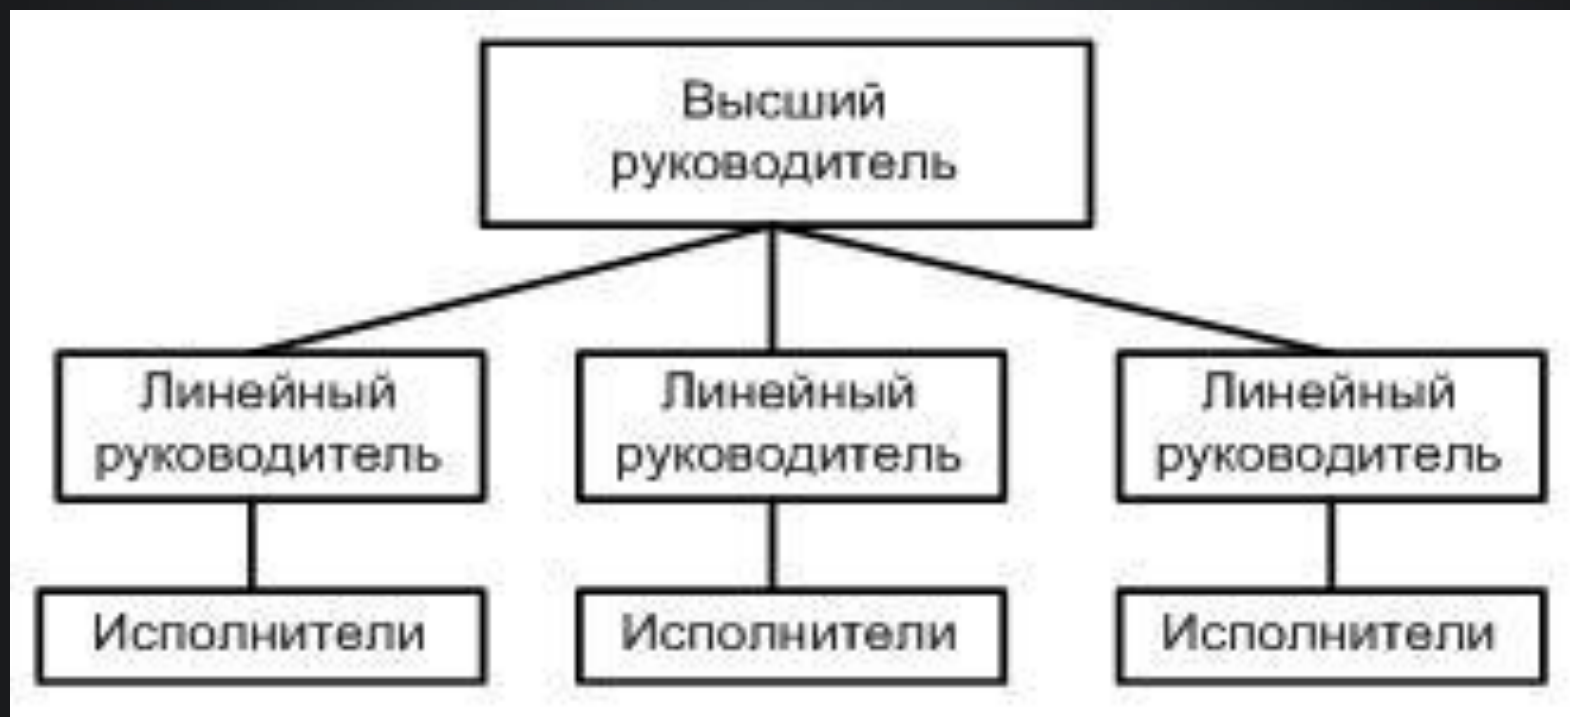 Высший
руководитель
Линейный
руководитель
Линейный
руководитель
Линейный
руководитель
Исполнители
Исполнители
Исполнители